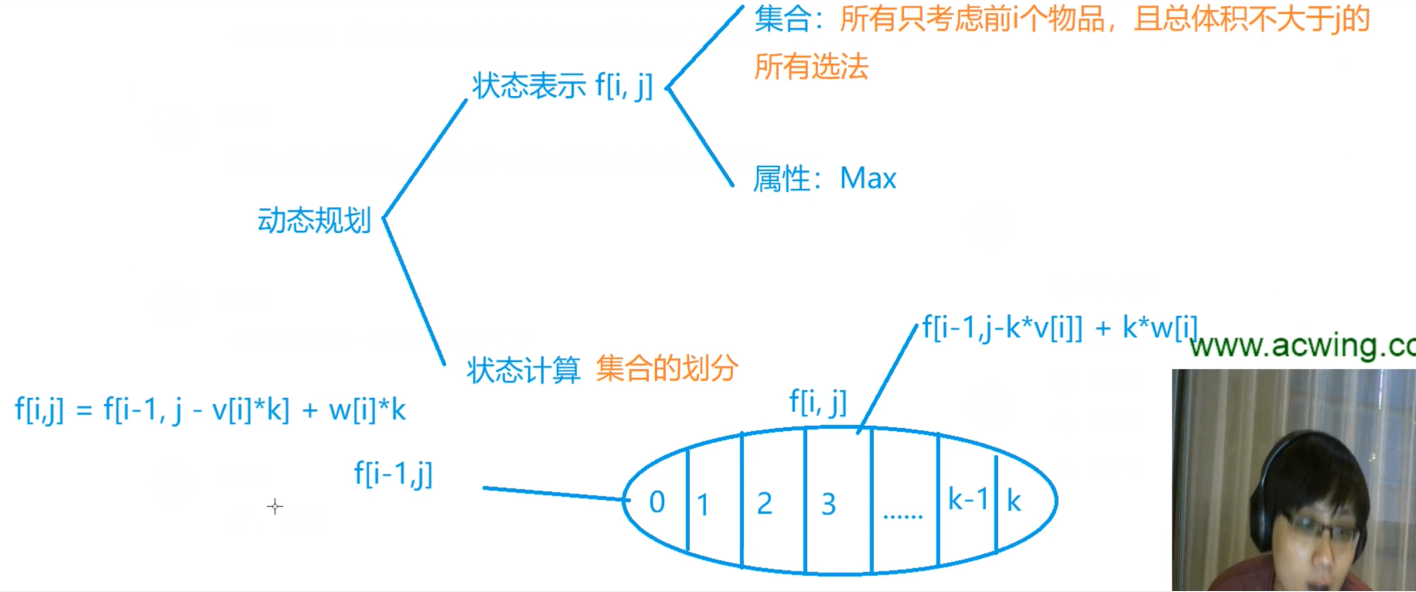 集合：所有只考虑前i个物品，且总体积不大于j的
所有选法
状态表示 f[i, j]
属性：Max
动态规划
f[i-1,j-k*v[i]] + k*w[i]
www.acwing.co
状态计算 集合的划分
f[i, j]
f[i,j] = f[i-1, j - v[i]*k] + w[i]*k
f[i-1,j]
0 1 2 3 ...... k-1 k